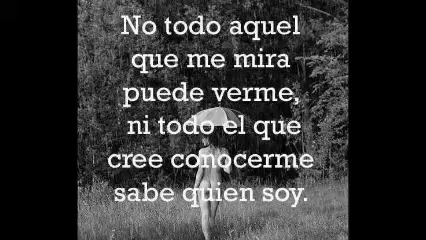 No todo aquel
que me mira
puede verme,
ni todo el que
cree conocerme
sabe quien soy.